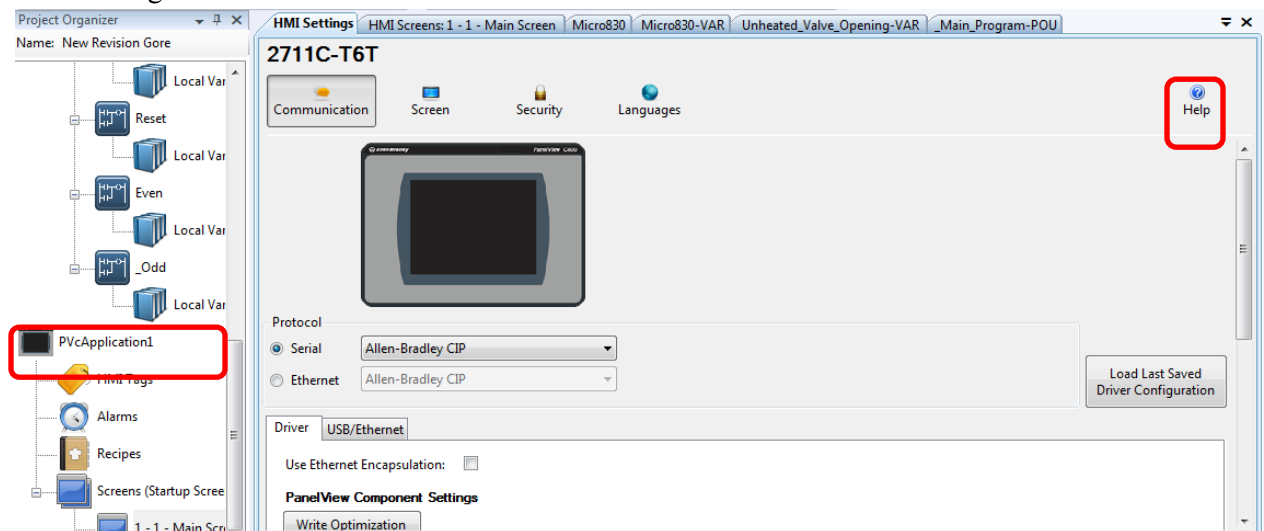 Project Organizer
Name: New Revision Gore
Local Var
Reset
Local Var
Even
Local Var
_Odd
Local Var
PVcApplication1
HMI Tags
Alarms
Recipes
Screens (Startup Scree
1 - 1 - Main Scr
HMI Settings HMI Screens: 1 - 1 - Main Screen Micro830 Micro830-VAR Unheated_Valve_Opening-VAR _Main_Program-POU
2711C-T6T
Communication Screen Security Languages Help
Allen-Bradley PanelView C600
Protocol
Serial Allen-Bradley CIP
Ethernet Allen-Bradley CIP
Load Last Saved
Driver Configuration
Driver USB/Ethernet
Use Ethernet Encapsulation:
PanelView Component Settings
Write Optimization